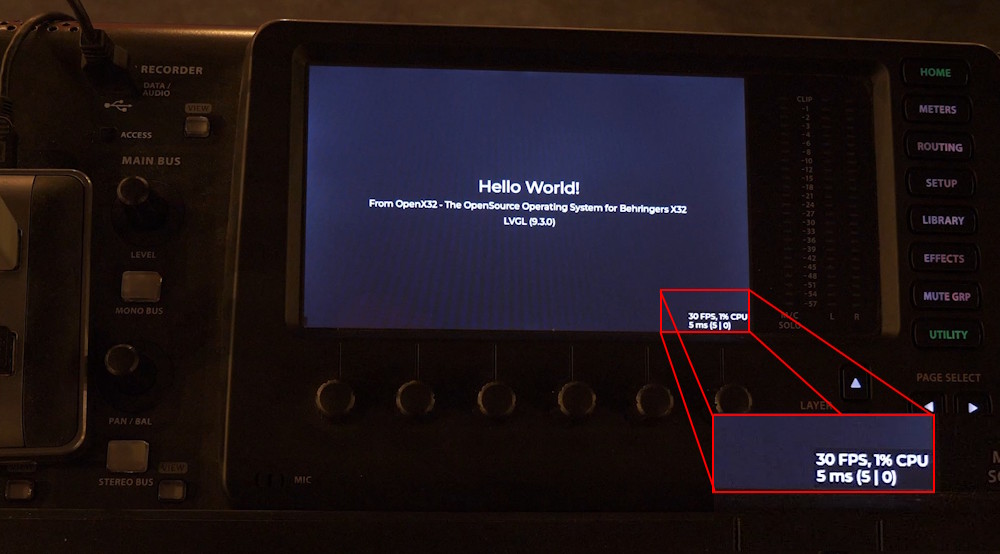 RECORDER
DATA /
AUDIO
VIEW
ACCESS
MAIN BUS
LEVEL
MONO BUS
PAN / BAL
STEREO BUS
VIEW
MIC
Hello World!
From OpenX32 - The OpenSource Operating System for Behringers X32
LVGL (9.3.0)
30 FPS, 1% CPU
5 ms (5 | 0)
CLIP
-1
-2
-3
-4
-6
-8
-10
-12
-15
-18
-21
-24
-27
-30
-33
-36
-39
-42
-45
-48
-51
-54
-57
M/C
SOLO
L
R
HOME
METERS
ROUTING
SETUP
LIBRARY
EFFECTS
MUTE GRP
UTILITY
PAGE SELECT
LAYER
30 FPS, 1% CPU
5 ms (5 | 0)